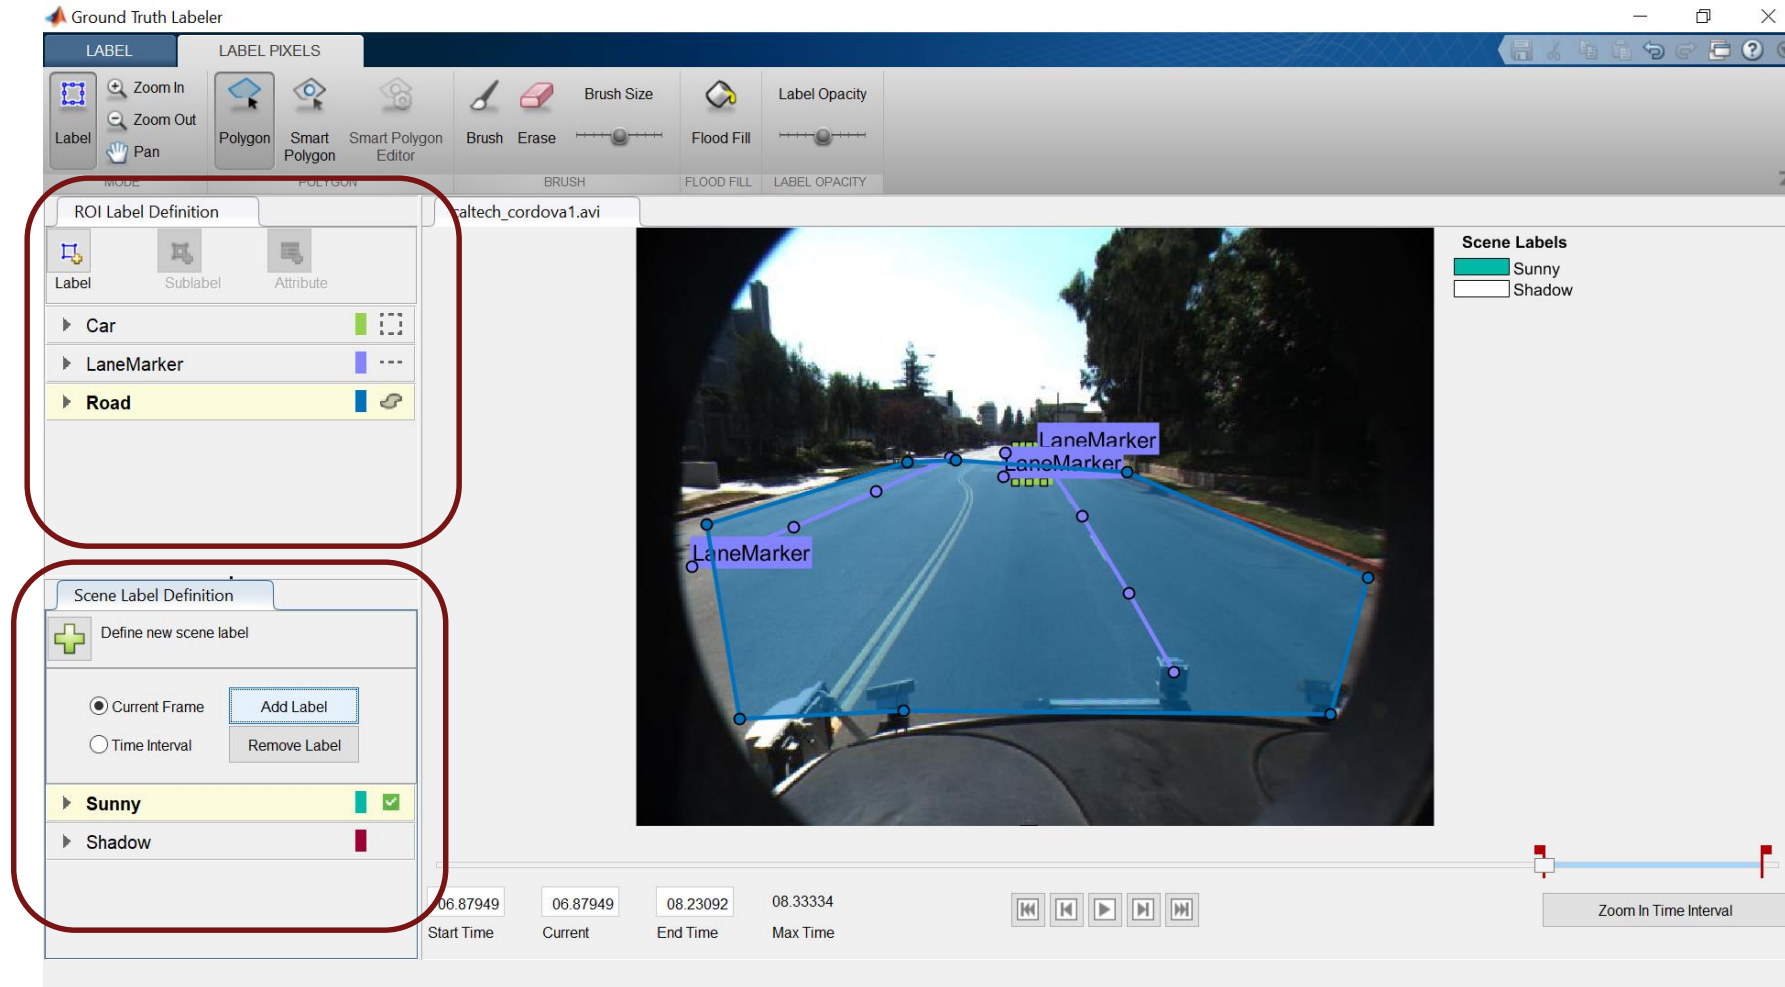 Ground Truth Labeler
LABEL
LABEL PIXELS
Label
Zoom In
Zoom Out
Pan
MODE
Polygon
Smart
Polygon
Smart Polygon
Editor
POLYGON
Brush
Erase
Brush Size
BRUSH
Flood Fill
FLOOD FILL
Label Opacity
LABEL OPACITY
ROI Label Definition
Label
Sublabel
Attribute
Car
LaneMarker
Road
Scene Label Definition
Define new scene label
Current Frame
Add Label
Time Interval
Remove Label
Sunny
Shadow
caltech_cordova1.avi
LaneMarker
LaneMarker
LaneMarker
Scene Labels
Sunny
Shadow
06.87949
06.87949
08.23092
08.33334
Start Time
Current
End Time
Max Time
Zoom In Time Interval